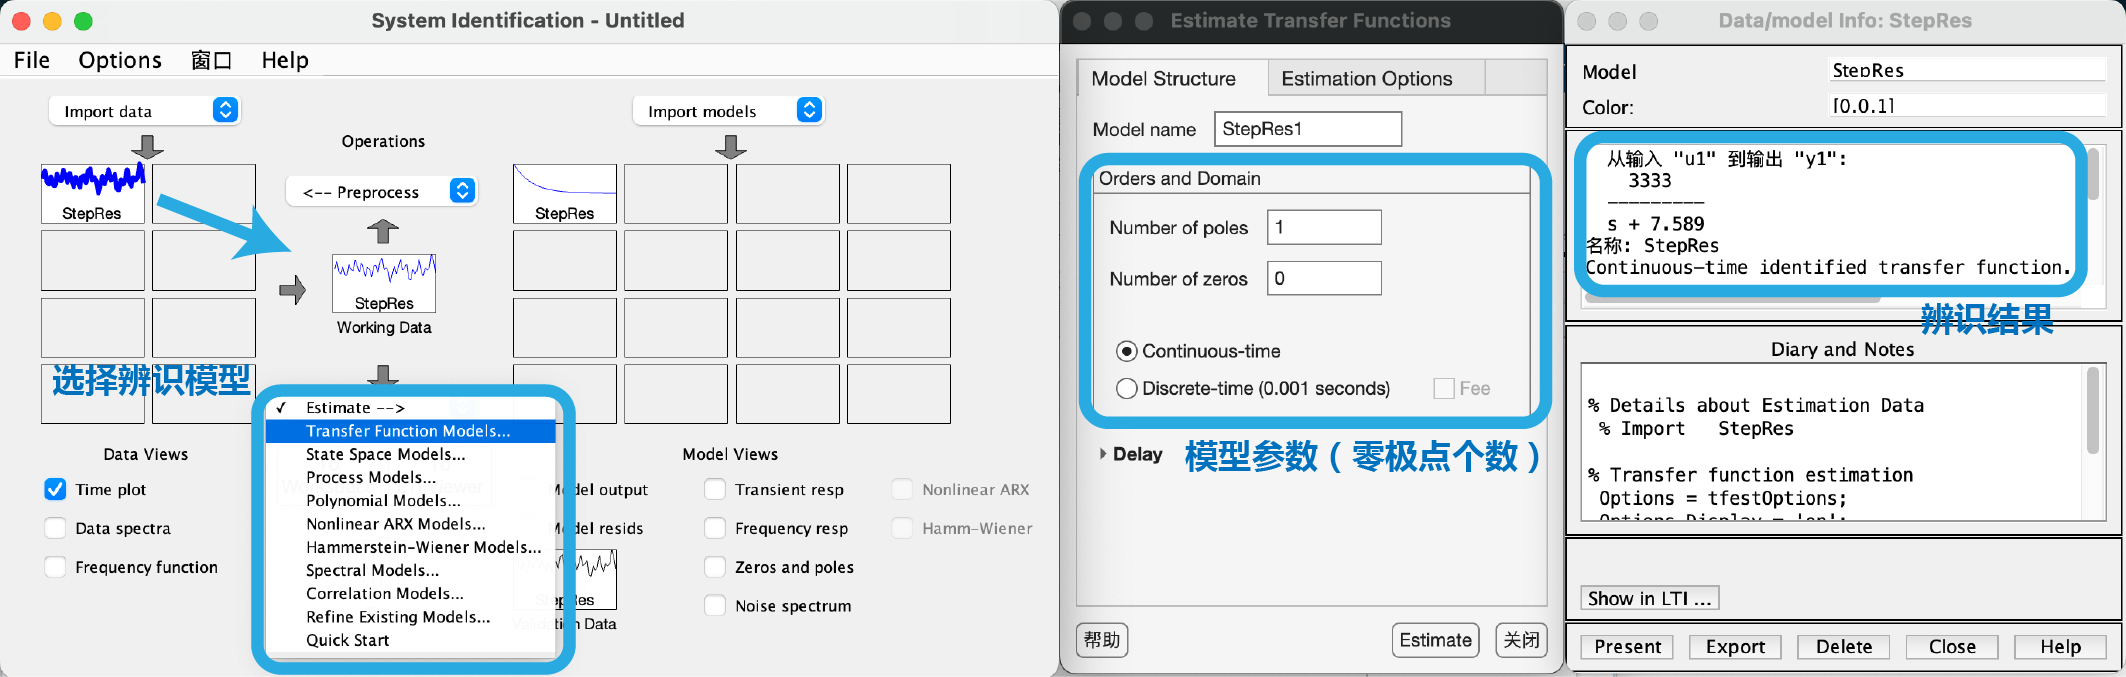 System Identification - Untitled
File Options 窗口 Help
Import data
Import models
Operations
<-- Preprocess
StepRes
StepRes
StepRes
Working Data
选择辨识模型
✓ Estimate -->
Transfer Function Models...
State Space Models...
Process Models...
Polynomial Models...
Nonlinear ARX Models...
Hammerstein-Wiener Models...
Spectral Models...
Correlation Models...
Refine Existing Models...
Quick Start
Data Views
Time plot
Data spectra
Frequency function
Model Views
Model output
Model resids
Transient resp
Frequency resp
Zeros and poles
Noise spectrum
Nonlinear ARX
Hamm-Wiener
StepRes
Validation Data
Estimate Transfer Functions
Model Structure
Estimation Options
Model name StepRes1
Orders and Domain
Number of poles 1
Number of zeros 0
Continuous-time
Discrete-time (0.001 seconds)
Fee
Delay
模型参数（零极点个数）
帮助
Estimate
关闭
Data/model Info: StepRes
Model StepRes
Color: [0,0,1]
从输入 "u1" 到输出 "y1":
3333
---------
s + 7.589
名称: StepRes
Continuous-time identified transfer function.
辨识结果
Diary and Notes
% Details about Estimation Data
% Import StepRes
% Transfer function estimation
Options = tfestOptions;
Options.Display = 'on';
Show in LTI ...
Present
Export
Delete
Close
Help